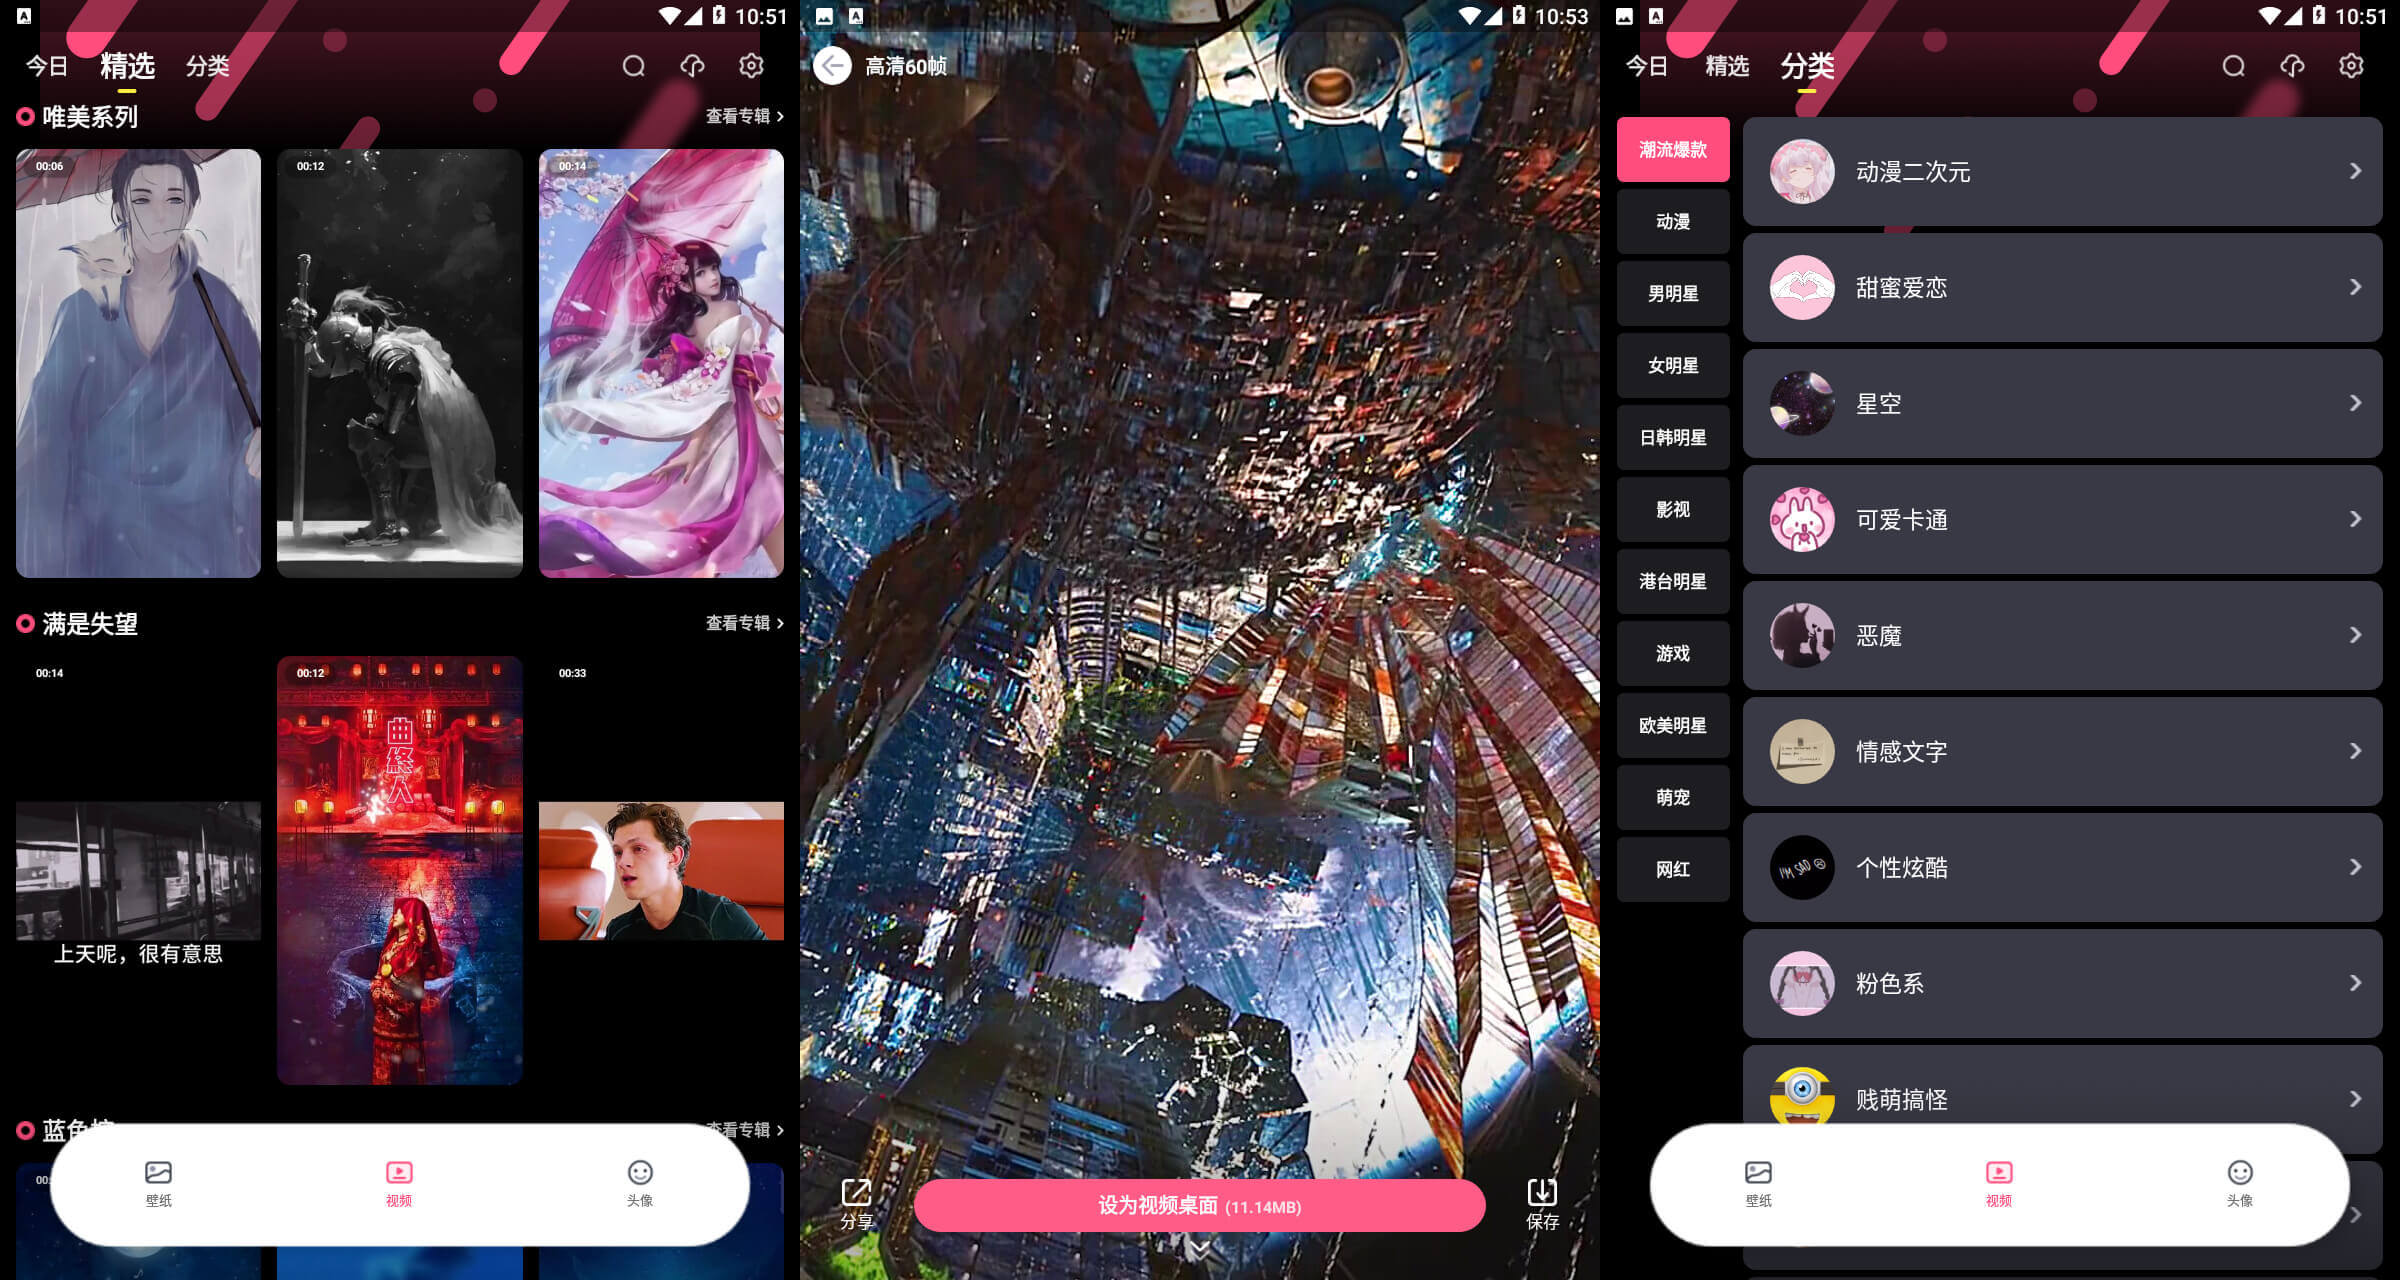 10:51
今日
精选
分类
唯美系列
查看专辑
00:06
00:12
00:14
满是失望
查看专辑
00:14
00:12
00:33
曲终人
上天呢，很有意思
蓝色
查看专辑
壁纸
视频
头像
10:53
高清60帧
分享
设为视频桌面 (11.14MB)
保存
10:51
今日
精选
分类
潮流爆款
动漫
男明星
女明星
日韩明星
影视
港台明星
游戏
欧美明星
萌宠
网红
动漫二次元
甜蜜爱恋
星空
可爱卡通
恶魔
情感文字
I'M SAD
个性炫酷
粉色系
贱萌搞怪
壁纸
视频
头像